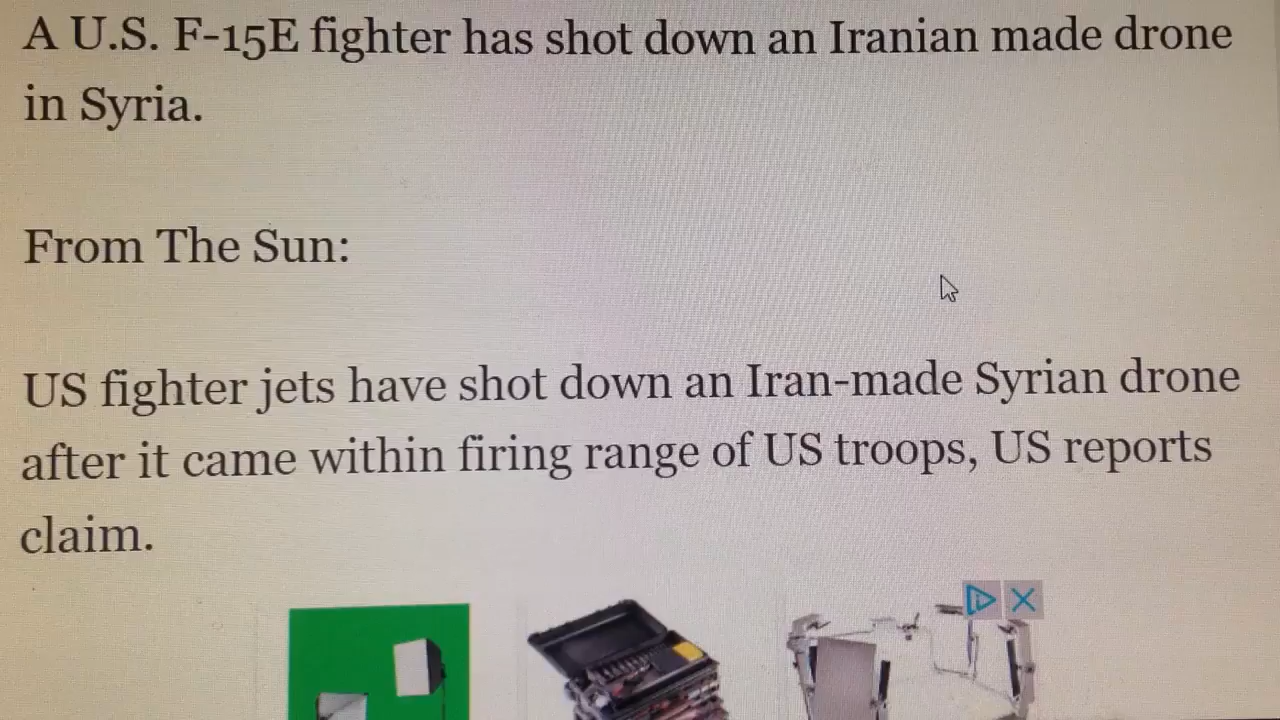 A U.S. F-15E fighter has shot down an Iranian made drone
in Syria.
From The Sun:
US fighter jets have shot down an Iran-made Syrian drone
after it came within firing range of US troops, US reports
claim.